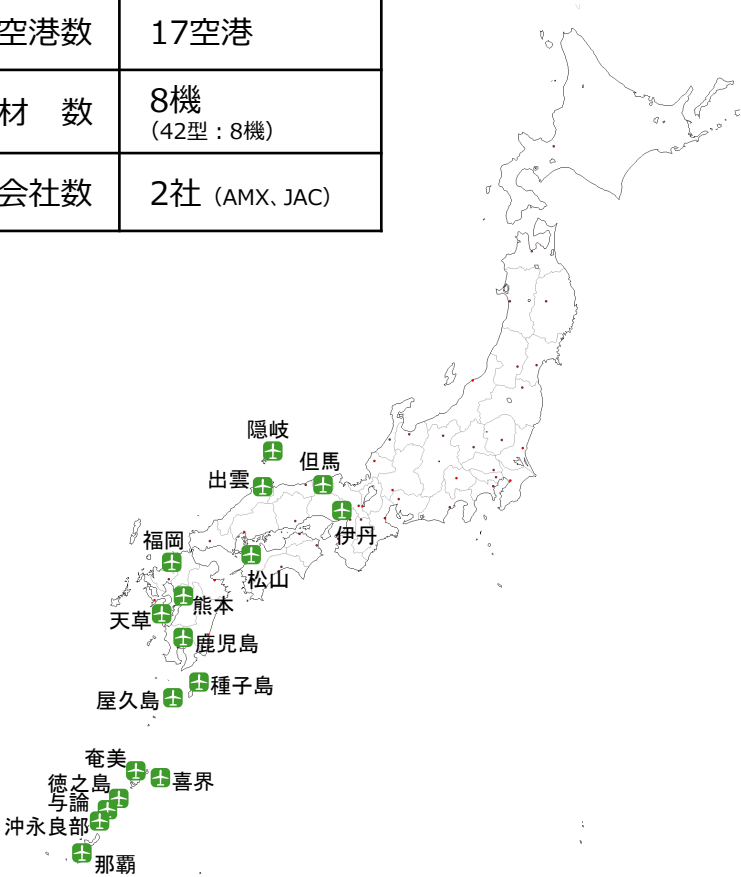 空港数 17空港
材 数 8機
（42型：8機）
会社数 2社（AMX、JAC）
隠岐
但馬
出雲
伊丹
福岡
松山
熊本
天草
鹿児島
種子島
屋久島
奄美
喜界
徳之島
与論
沖永良部
那覇